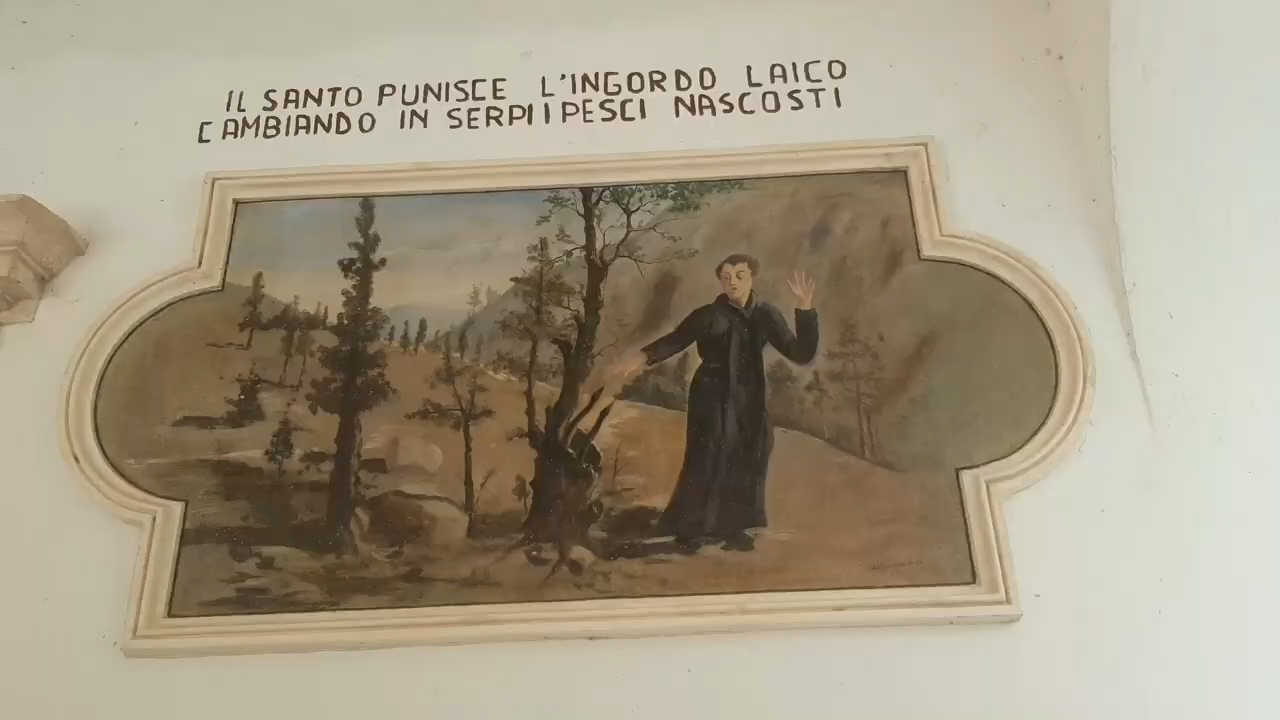 IL SANTO PUNISCE L'INGORDO LAICO
CAMBIANDO IN SERPI I PESCI NASCOSTI